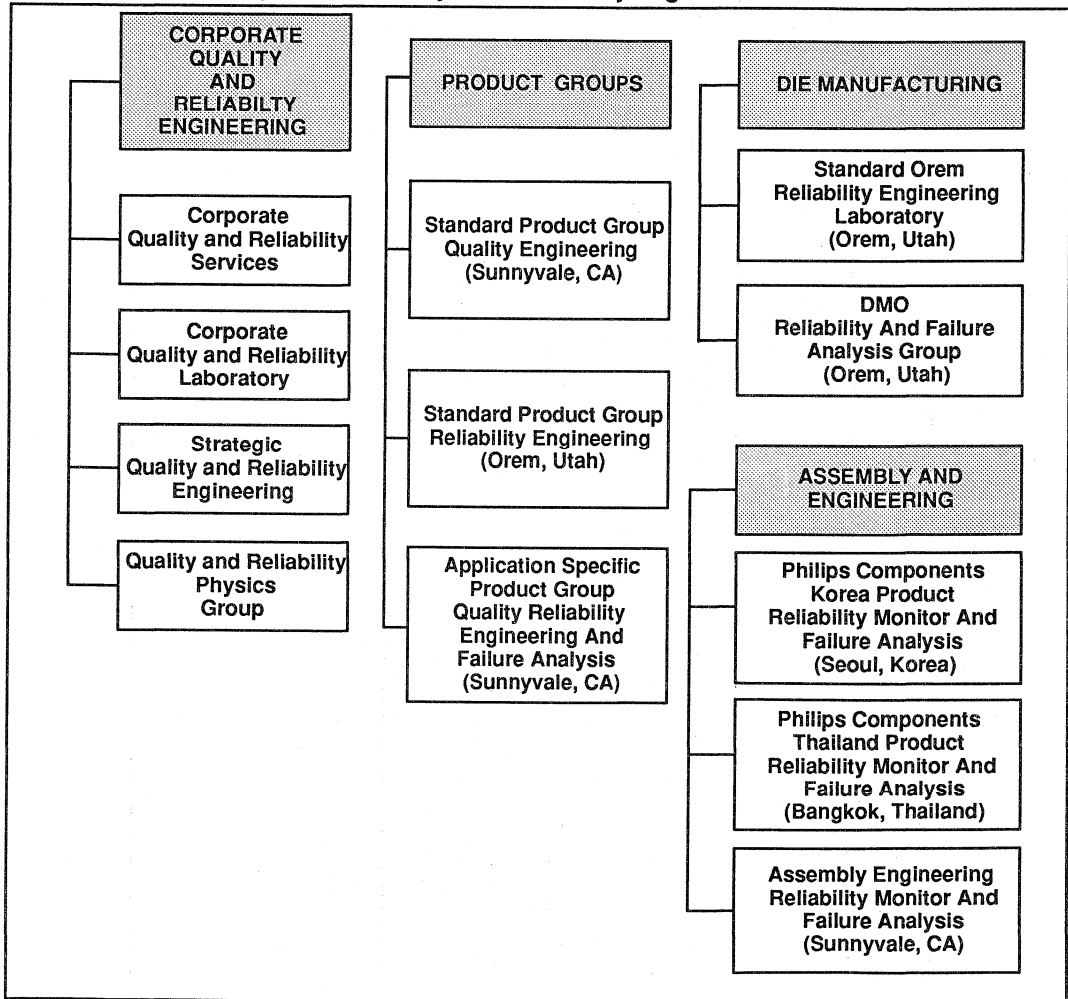 CORPORATE
QUALITY
AND
RELIABILTY
ENGINEERING
Corporate
Quality and Reliability
Services
Corporate
Quality and Reliability
Laboratory
Strategic
Quality and Reliability
Engineering
Quality and Reliability
Physics
Group
PRODUCT GROUPS
Standard Product Group
Quality Engineering
(Sunnyvale, CA)
Standard Product Group
Reliability Engineering
(Orem, Utah)
Application Specific
Product Group
Quality Reliability
Engineering And
Failure Analysis
(Sunnyvale, CA)
DIE MANUFACTURING
Standard Orem
Reliability Engineering
Laboratory
(Orem, Utah)
DMO
Reliability And Failure
Analysis Group
(Orem, Utah)
ASSEMBLY AND
ENGINEERING
Philips Components
Korea Product
Reliability Monitor And
Failure Analysis
(Seoul, Korea)
Philips Components
Thailand Product
Reliability Monitor And
Failure Analysis
(Bangkok, Thailand)
Assembly Engineering
Reliability Monitor And
Failure Analysis
(Sunnyvale, CA)